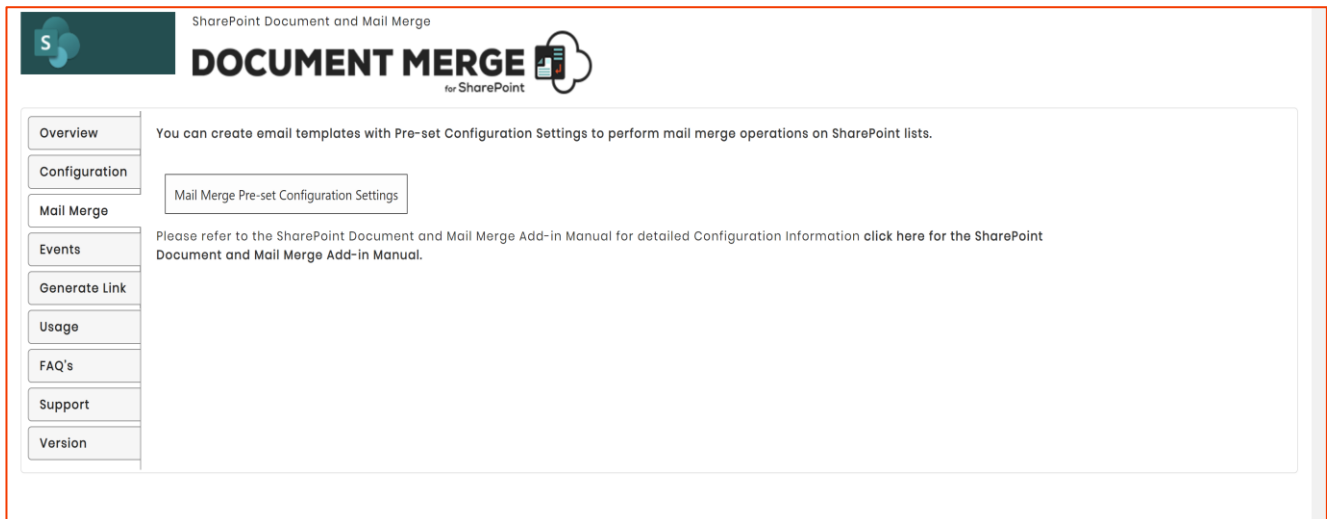 S
SharePoint Document and Mail Merge
DOCUMENT MERGE
for SharePoint
Overview
You can create email templates with Pre-set Configuration Settings to perform mail merge operations on SharePoint lists.
Configuration
Mail Merge Pre-set Configuration Settings
Mail Merge
Please refer to the SharePoint Document and Mail Merge Add-in Manual for detailed Configuration Information click here for the SharePoint
Document and Mail Merge Add-in Manual.
Events
Generate Link
Usage
FAQ's
Support
Version